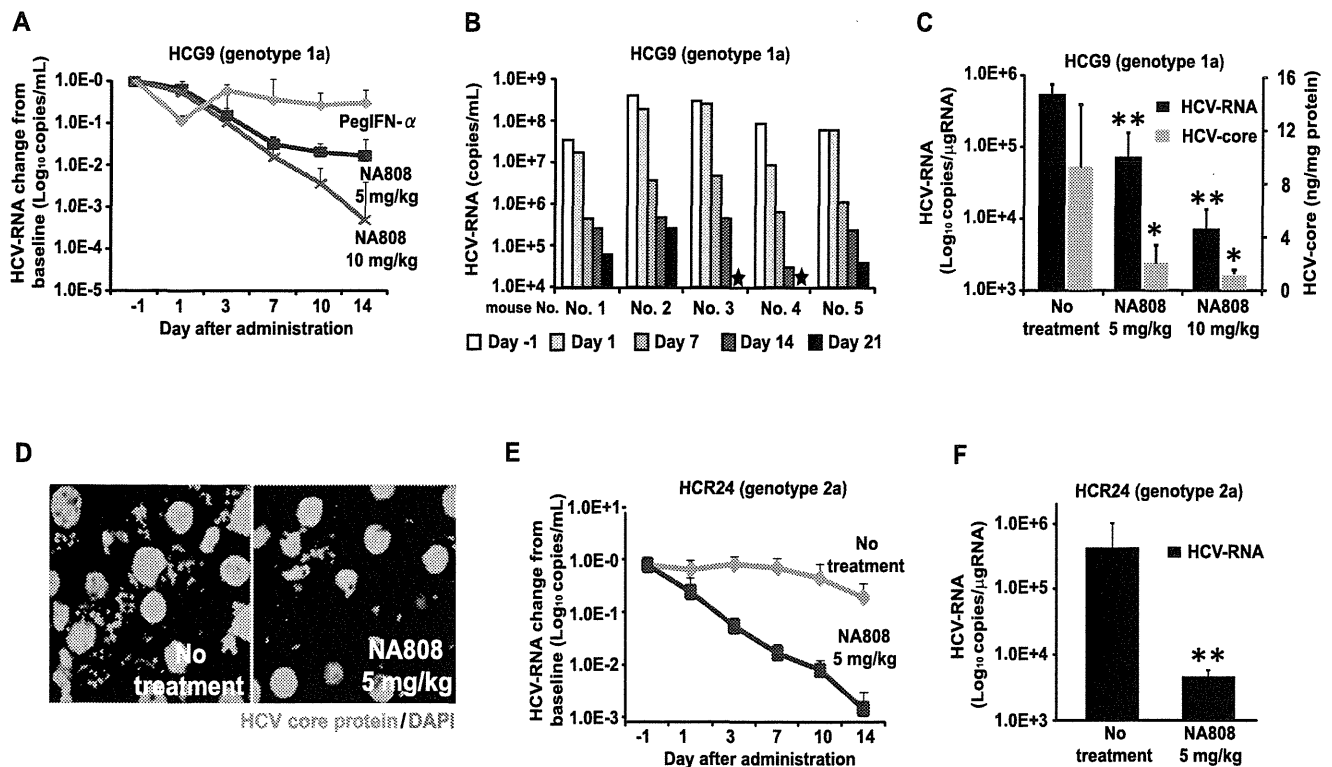 A
HCG9 (genotype 1a)
HCV-RNA change from
baseline (Log₁₀ copies/mL)
1.0E-0
1.0E-1
1.0E-2
1.0E-3
1.0E-4
1.0E-5
PegIFN-α
NA808
5 mg/kg
NA808
10 mg/kg
-1 1 3 7 10 14
Day after administration
B
HCG9 (genotype 1a)
HCV-RNA (copies/mL)
1.0E+9
1.0E+8
1.0E+7
1.0E+6
1.0E+5
1.0E+4
mouse No. No. 1 No. 2 No. 3 No. 4 No. 5
Day -1 Day 1 Day 7 Day 14 Day 21
C
HCG9 (genotype 1a)
HCV-RNA
(Log₁₀ copies/μgRNA)
1.0E+6
1.0E+5
1.0E+4
1.0E+3
HCV-RNA
HCV-core
**
*
**
*
16
12
8
4
0
HCV-core (ng/mg protein)
No
treatment
NA808
5 mg/kg
NA808
10 mg/kg
D
No
treatment
NA808
5 mg/kg
HCV core protein/DAPI
E
HCR24 (genotype 2a)
HCV-RNA change from
baseline (Log₁₀ copies/mL)
1.0E+1
1.0E-0
1.0E-1
1.0E-2
1.0E-3
No
treatment
NA808
5 mg/kg
-1 1 3 7 10 14
Day after administration
F
HCR24 (genotype 2a)
HCV-RNA
(Log₁₀ copies/μgRNA)
1.0E+6
1.0E+5
1.0E+4
1.0E+3
HCV-RNA
**
No
treatment
NA808
5 mg/kg